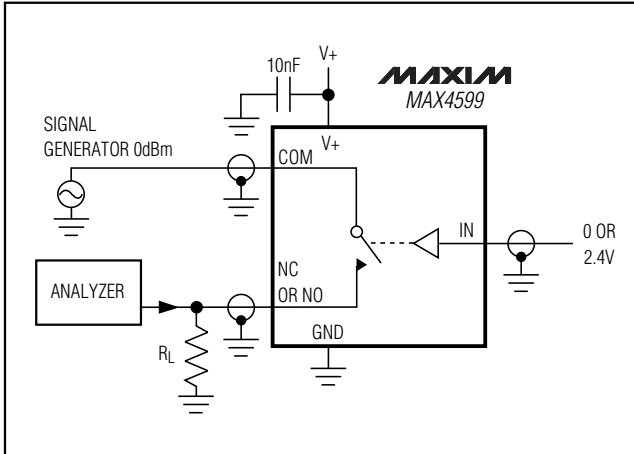 10nF
V+
MAXIM
MAX4599
SIGNAL
GENERATOR 0dBm
V+
COM
IN
0 OR
2.4V
NC
OR NO
ANALYZER
GND
RL